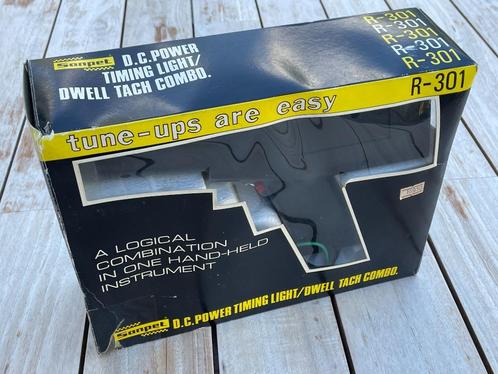 Sonpet
D.C. POWER
TIMING LIGHT/
DWELL TACH COMBO.
R-301
R-301
R-301
R-301
R-301
R-301
tune-ups are easy
A LOGICAL
COMBINATION
IN ONE HAND-HELD
INSTRUMENT
Sonpet D.C. POWER TIMING LIGHT/DWELL TACH COMBO.